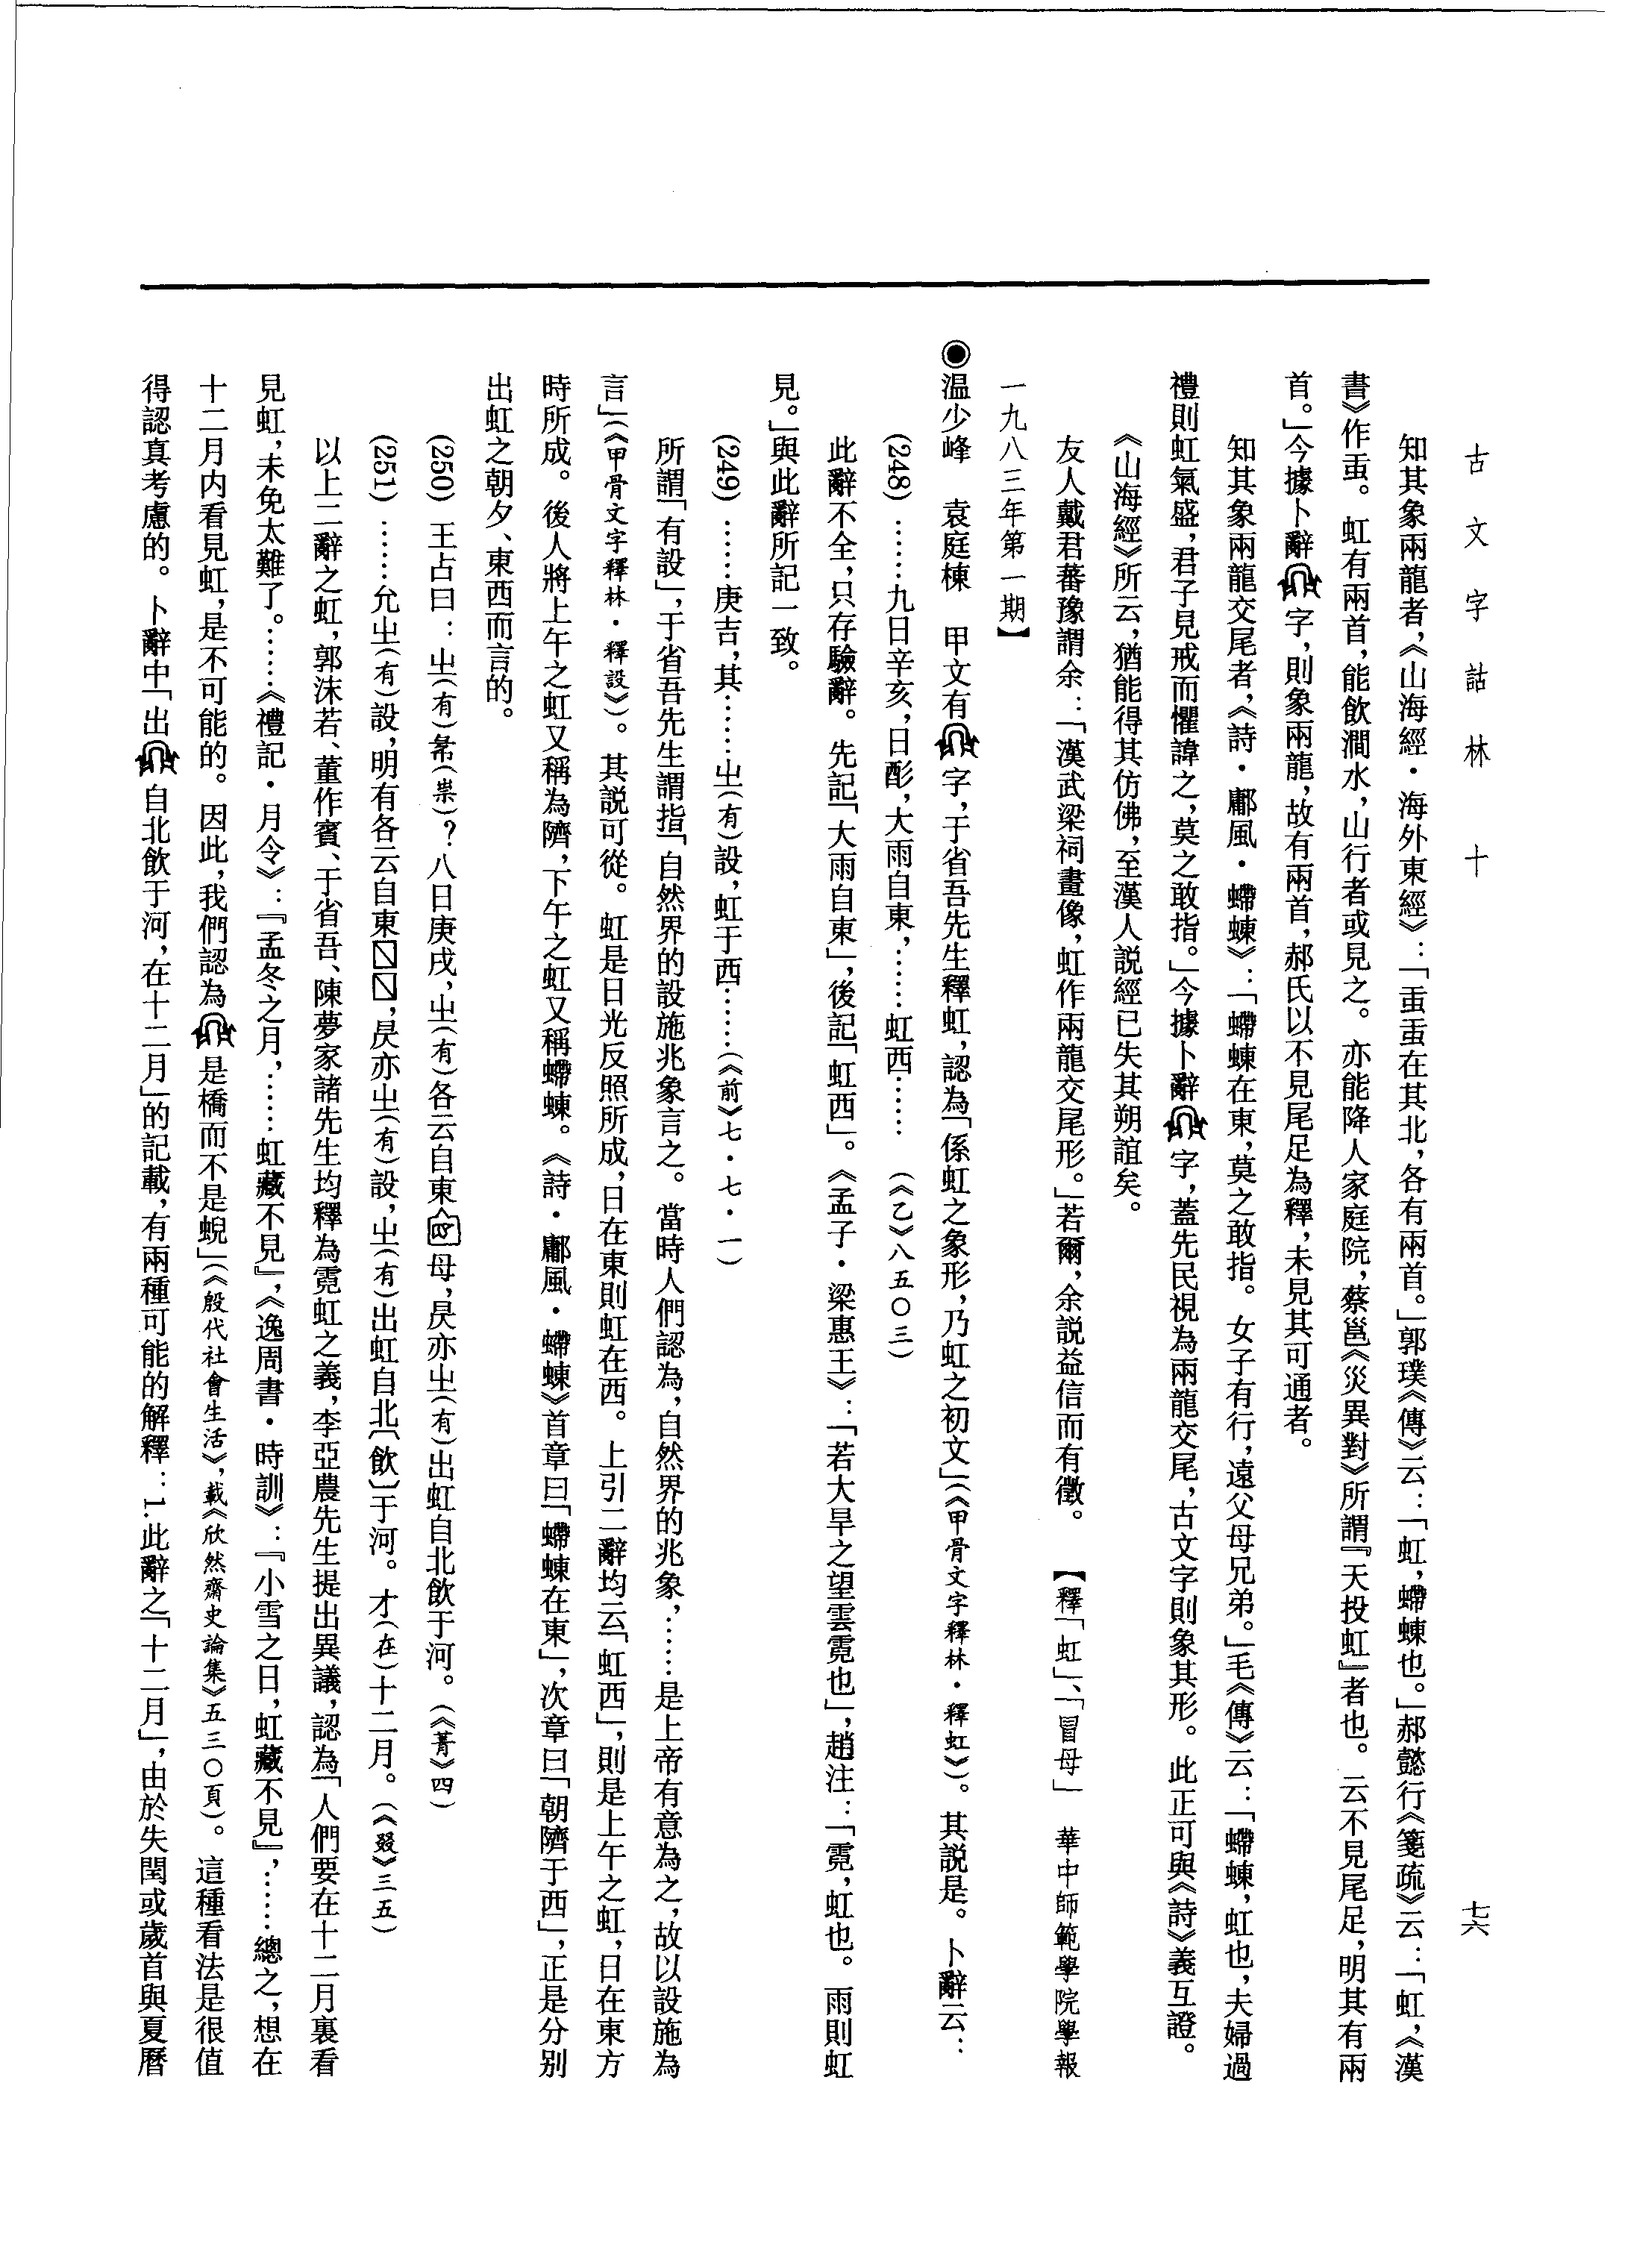 古文字詁林 十
七六
知其象兩龍者，《山海經·海外東經》：「䖝䖝在其北，各有兩首。」郭璞《傳》云：「虹，螮蝀也。」郝懿行《箋疏》云：「虹，《漢
書》作䖝。虹有兩首，能飲澗水，山行者或見之。亦能降人家庭院，蔡邕《災異對》所謂『天投虹』者也。云不見尾足，明其有兩
首。」今據卜辭字，則象兩龍，故有兩首，郝氏以不見尾足為釋，未見其可通者。
知其象兩龍交尾者，《詩·鄘風·螮蝀》：「螮蝀在東，莫之敢指。女子有行，遠父母兄弟。」毛《傳》云：「螮蝀，虹也，夫婦過
禮則虹氣盛，君子見戒而懼諱之，莫之敢指。」今據卜辭字，蓋先民視為兩龍交尾，古文字則象其形。此正可與《詩》義互證。
《山海經》所云，猶能得其仿佛，至漢人説經已失其朔誼矣。
友人戴君蕃豫謂余：「漢武梁祠畫像，虹作兩龍交尾形。」若爾，余説益信而有徵。 【釋「虹」、「冒母」 華中師範學院學報
一九八三年第一期】
◉温少峰 袁庭棟 甲文有字，于省吾先生釋虹，認為「係虹之象形，乃虹之初文」（《甲骨文字釋林·釋虹》）。其説是。卜辭云：
(248) ……九日辛亥，日酌，大雨自東，……虹西…… （《乙》八五〇三）
此辭不全，只存驗辭。先記「大雨自東」，後記「虹西」。《孟子·梁惠王》：「若大旱之望雲霓也」，趙注：「霓，虹也。雨則虹
見。」與此辭所記一致。
(249) ……庚吉，其……㞢（有）設，虹于西……（《前》七·七·一）
所謂「有設」，于省吾先生謂指「自然界的設施兆象言之。當時人們認為，自然界的兆象，……是上帝有意為之，故以設施為
言」（《甲骨文字釋林·釋設》）。其説可從。虹是日光反照所成，日在東則虹在西。上引二辭均云「虹西」，則是上午之虹，日在東方
時所成。後人將上午之虹又稱為隮，下午之虹又稱螮蝀。《詩·鄘風·螮蝀》首章曰「螮蝀在東」，次章曰「朝隮于西」，正是分别
出虹之朝夕、東西而言的。
(250) 王占曰：㞢（有）希（祟）？八日庚戌，㞢（有）各云自東母，昃亦㞢（有）出虹自北飲于河。（《菁》四）
(251) ……允㞢（有）設，明有各云自東，昃亦㞢（有）設，㞢（有）出虹自北〔飲〕于河。才（在）十二月。（《叕》三五）
以上二辭之虹，郭沫若、董作賓、于省吾、陳夢家諸先生均釋為霓虹之義，李亞農先生提出異議，認為「人們要在十二月裏看
見虹，未免太難了。……《禮記·月令》：『孟冬之月，……虹藏不見』，《逸周書·時訓》：『小雪之日，虹藏不見』，……總之，想在
十二月内看見虹，是不可能的。因此，我們認為是橋而不是蜺」（《殷代社會生活》，載《欣然齋史論集》五三〇頁）。這種看法是很值
得認真考慮的。卜辭中「出自北飲于河，在十二月」的記載，有兩種可能的解釋：1.此辭之「十二月」，由於失閏或歲首與夏曆